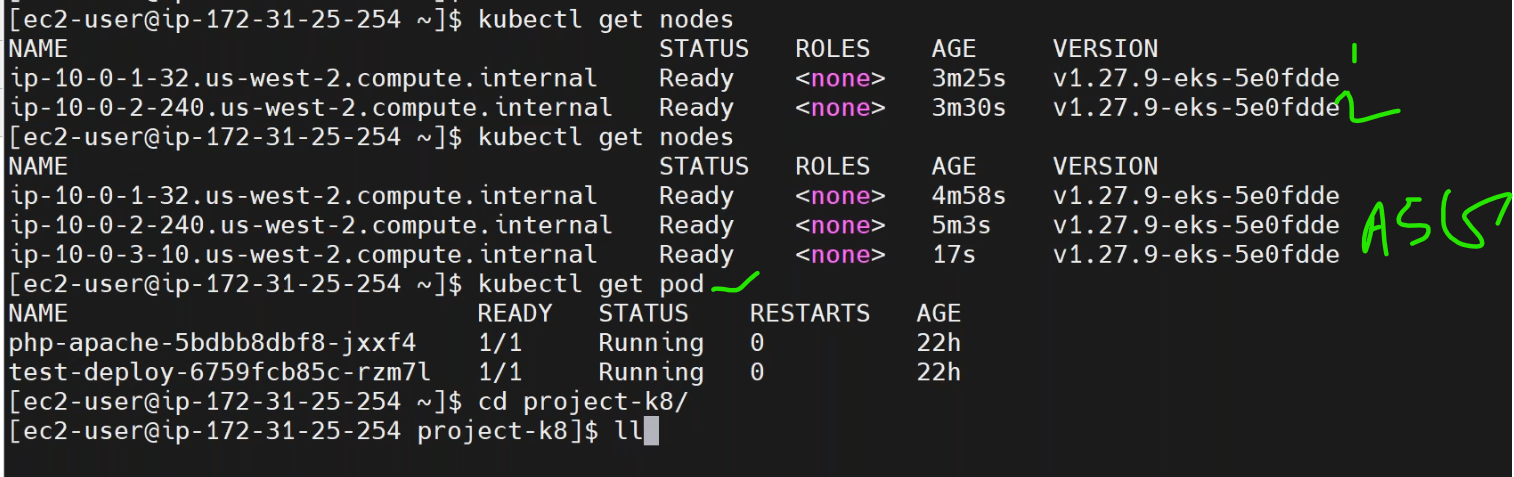 [ec2-user@ip-172-31-25-254 ~]$ kubectl get nodes
NAME STATUS ROLES AGE VERSION
ip-10-0-1-32.us-west-2.compute.internal Ready <none> 3m25s v1.27.9-eks-5e0fdde 1
ip-10-0-2-240.us-west-2.compute.internal Ready <none> 3m30s v1.27.9-eks-5e0fdde 2
[ec2-user@ip-172-31-25-254 ~]$ kubectl get nodes
NAME STATUS ROLES AGE VERSION
ip-10-0-1-32.us-west-2.compute.internal Ready <none> 4m58s v1.27.9-eks-5e0fdde
ip-10-0-2-240.us-west-2.compute.internal Ready <none> 5m3s v1.27.9-eks-5e0fdde
ip-10-0-3-10.us-west-2.compute.internal Ready <none> 17s v1.27.9-eks-5e0fdde
[ec2-user@ip-172-31-25-254 ~]$ kubectl get pod
NAME READY STATUS RESTARTS AGE
php-apache-5bdbb8dbf8-jxxf4 1/1 Running 0 22h
test-deploy-6759fcb85c-rzm7l 1/1 Running 0 22h
[ec2-user@ip-172-31-25-254 ~]$ cd project-k8/
[ec2-user@ip-172-31-25-254 project-k8]$ ll